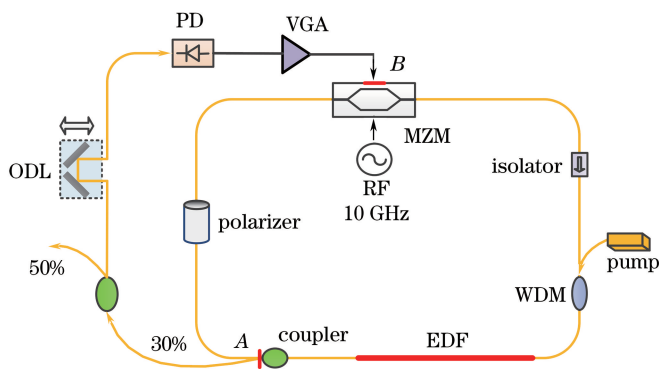 PD
VGA
B
MZM
ODL
isolator
RF
10 GHz
polarizer
pump
50%
WDM
30%
A
coupler
EDF